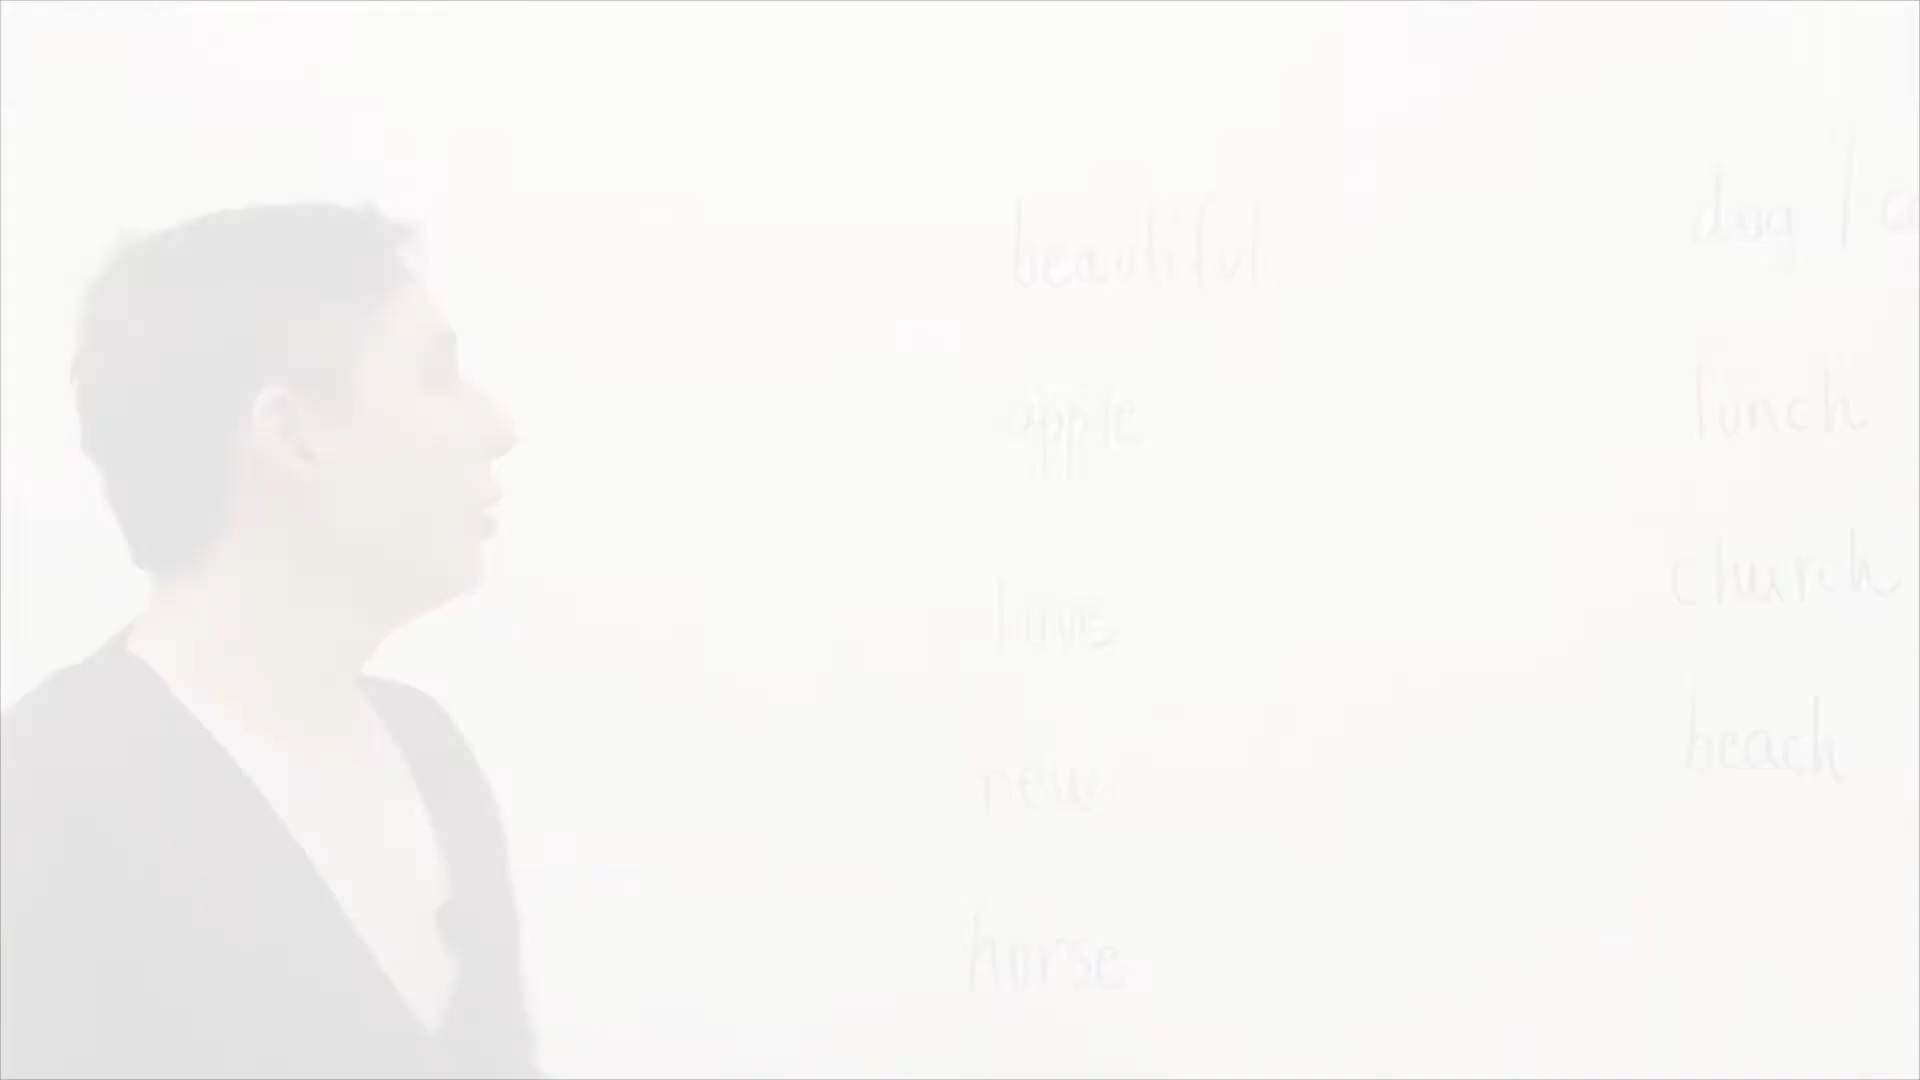 beautiful
apple
love
new
horse
dog /
lunch
church
beach